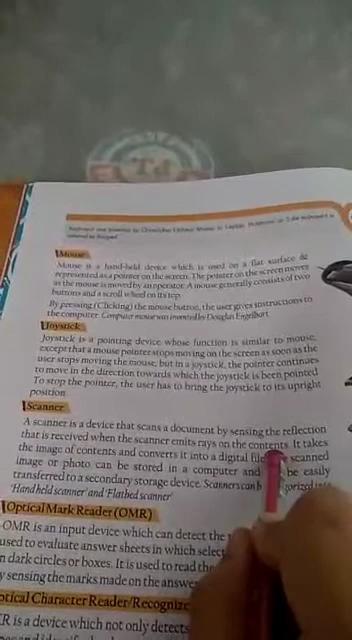 Keyboard was invented by Christopher Latham
Mouse
Mouse is a hand-held device which is used on a flat surface &
represented as a pointer on the screen. The pointer on the screen moves
as the mouse is moved by an operator. A mouse generally consists of two
buttons and a scroll wheel on its top.
By pressing (Clicking) the mouse button, the user gives instructions to
the computer. Computer mouse was invented by Douglas Engelbart.
Joystick
Joystick is a pointing device whose function is similar to mouse,
except that a mouse pointer stops moving on the screen as soon as the
user stops moving the mouse, but in a joystick, the pointer continues
to move in the direction towards which the joystick is been pointed
To stop the pointer, the user has to bring the joystick to its upright
position.
Scanner
A scanner is a device that scans a document by sensing the reflection
that is received when the scanner emits rays on the contents. It takes
the image of contents and converts it into a digital file. scanned
image or photo can be stored in a computer and be easily
transferred to a secondary storage device. Scanners can
'Hand held scanner' and 'Flatbed scanner'
Optical Mark Reader (OMR)
OMR is an input device which can detect the
used to evaluate answer sheets in which select
n dark circles or boxes. It is used to read the
y sensing the marks made on the answe
ptical Character Reader/Recognize
R is a device which not only detects